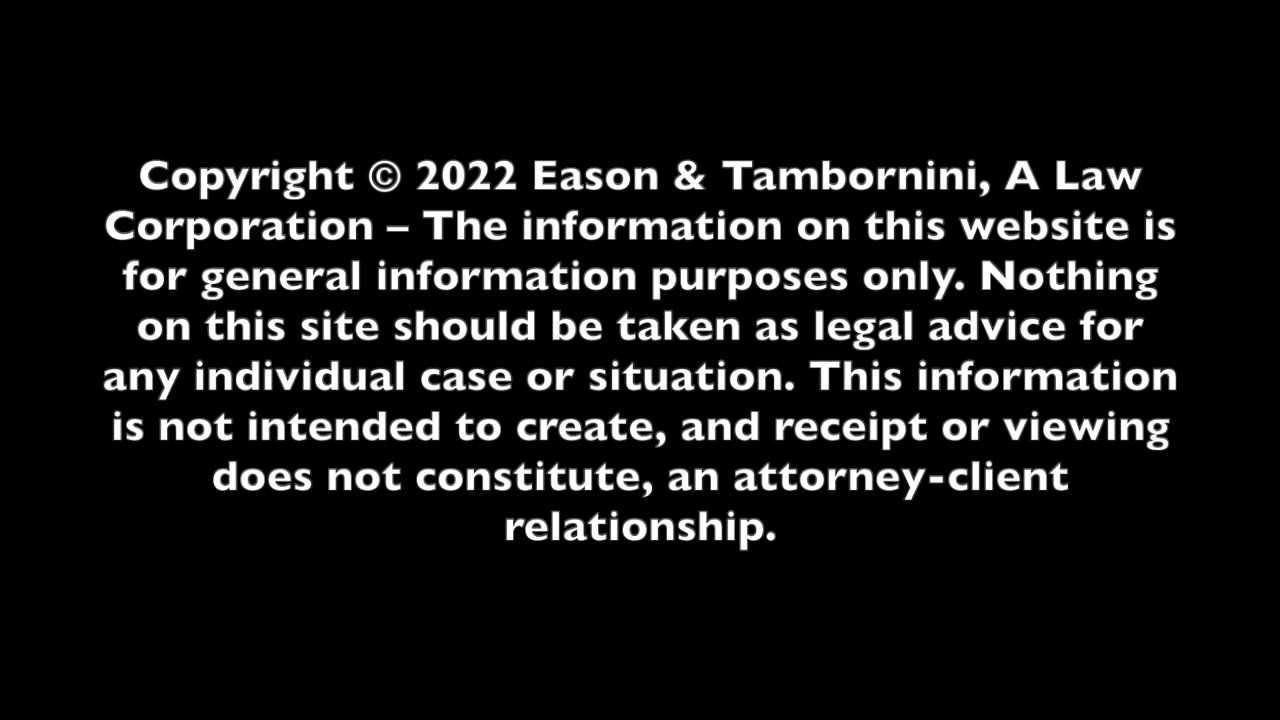 Copyright © 2022 Eason & Tambornini, A Law
Corporation – The information on this website is
for general information purposes only. Nothing
on this site should be taken as legal advice for
any individual case or situation. This information
is not intended to create, and receipt or viewing
does not constitute, an attorney-client
relationship.